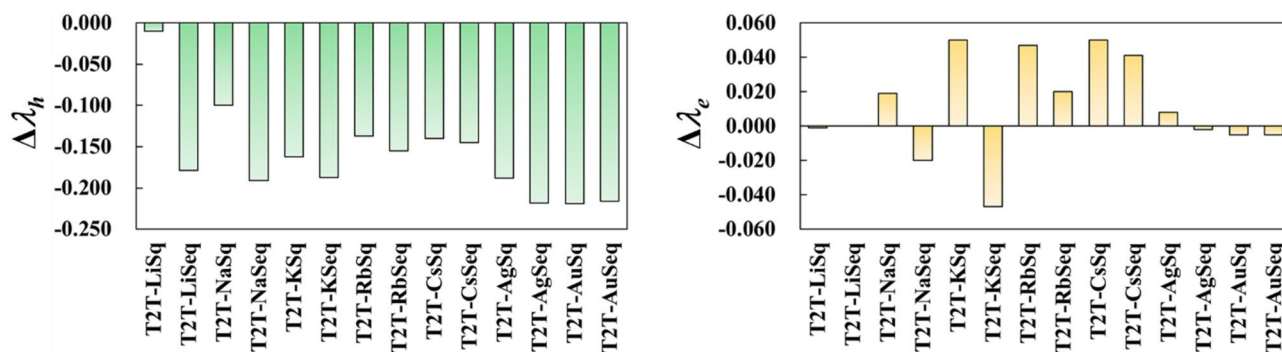 Δλh
0.000
-0.050
-0.100
-0.150
-0.200
-0.250
T2T-LiSq
T2T-LiSeq
T2T-NaSq
T2T-NaSeq
T2T-KSq
T2T-KSeq
T2T-RbSq
T2T-RbSeq
T2T-CsSq
T2T-CsSeq
T2T-AgSq
T2T-AgSeq
T2T-AuSq
T2T-AuSeq
Δλe
0.060
0.040
0.020
0.000
-0.020
-0.040
-0.060
T2T-LiSq
T2T-LiSeq
T2T-NaSq
T2T-NaSeq
T2T-KSq
T2T-KSeq
T2T-RbSq
T2T-RbSeq
T2T-CsSq
T2T-CsSeq
T2T-AgSq
T2T-AgSeq
T2T-AuSq
T2T-AuSeq